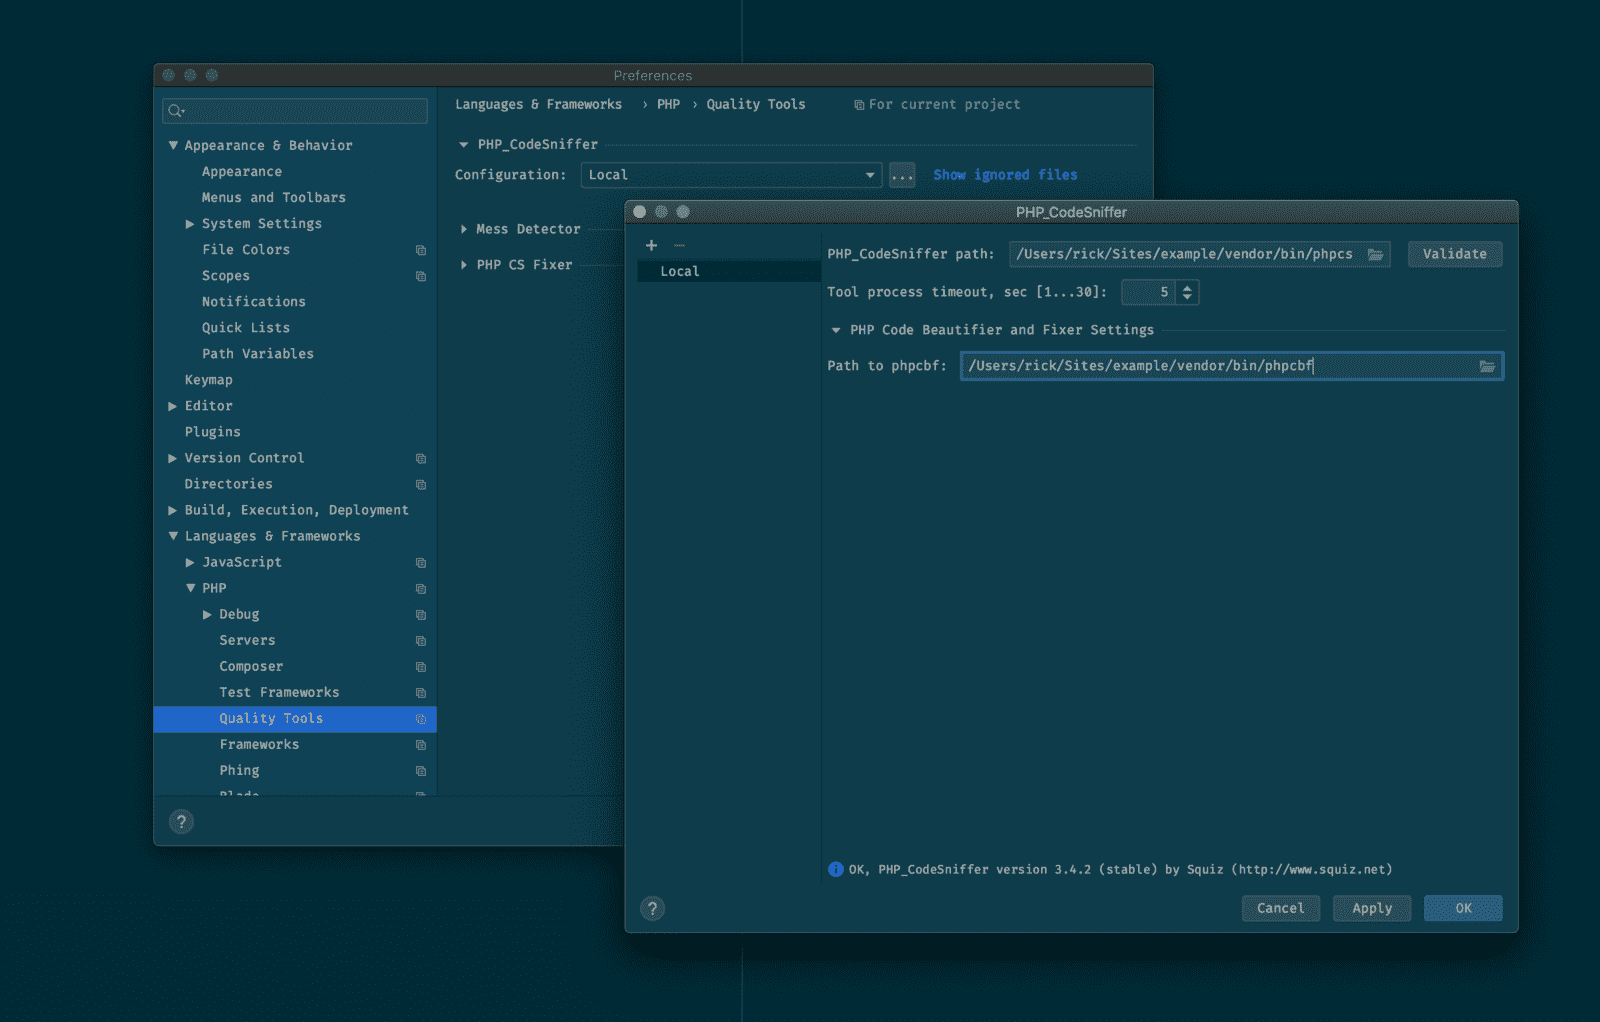 Preferences
Languages & Frameworks › PHP › Quality Tools For current project
Appearance & Behavior
Appearance
Menus and Toolbars
System Settings
File Colors
Scopes
Notifications
Quick Lists
Path Variables
Keymap
Editor
Plugins
Version Control
Directories
Build, Execution, Deployment
Languages & Frameworks
JavaScript
PHP
Debug
Servers
Composer
Test Frameworks
Quality Tools
Frameworks
Phing
Blade
?
PHP_CodeSniffer
Configuration: Local ... Show ignored files
Mess Detector
PHP CS Fixer
PHP_CodeSniffer
+ −
Local
PHP_CodeSniffer path: /Users/rick/Sites/example/vendor/bin/phpcs Validate
Tool process timeout, sec [1...30]: 5
PHP Code Beautifier and Fixer Settings
Path to phpcbf: /Users/rick/Sites/example/vendor/bin/phpcbf
OK, PHP_CodeSniffer version 3.4.2 (stable) by Squiz (http://www.squiz.net)
? Cancel Apply OK